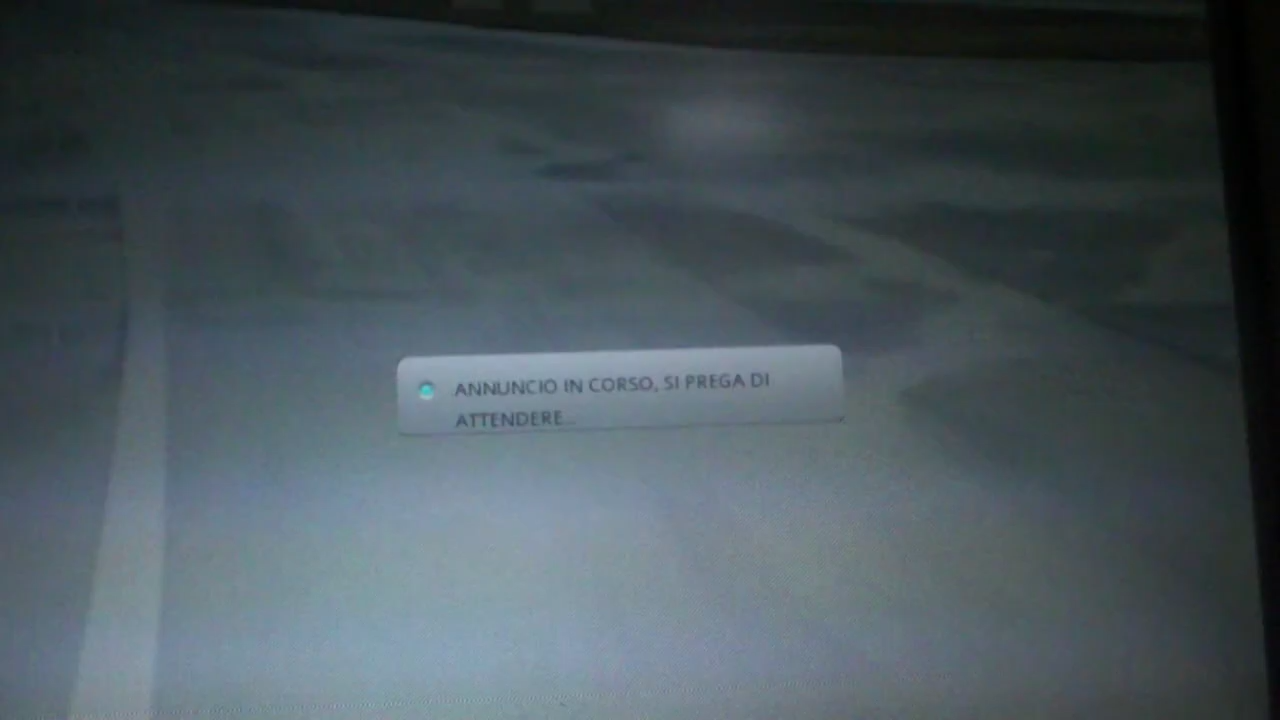 ANNUNCIO IN CORSO, SI PREGA DI
ATTENDERE...